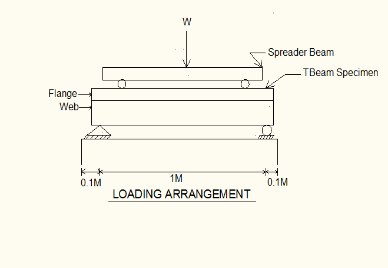 W
Spreader Beam
TBeam Specimen
Flange
Web
0.1M
1M
0.1M
LOADING ARRANGEMENT